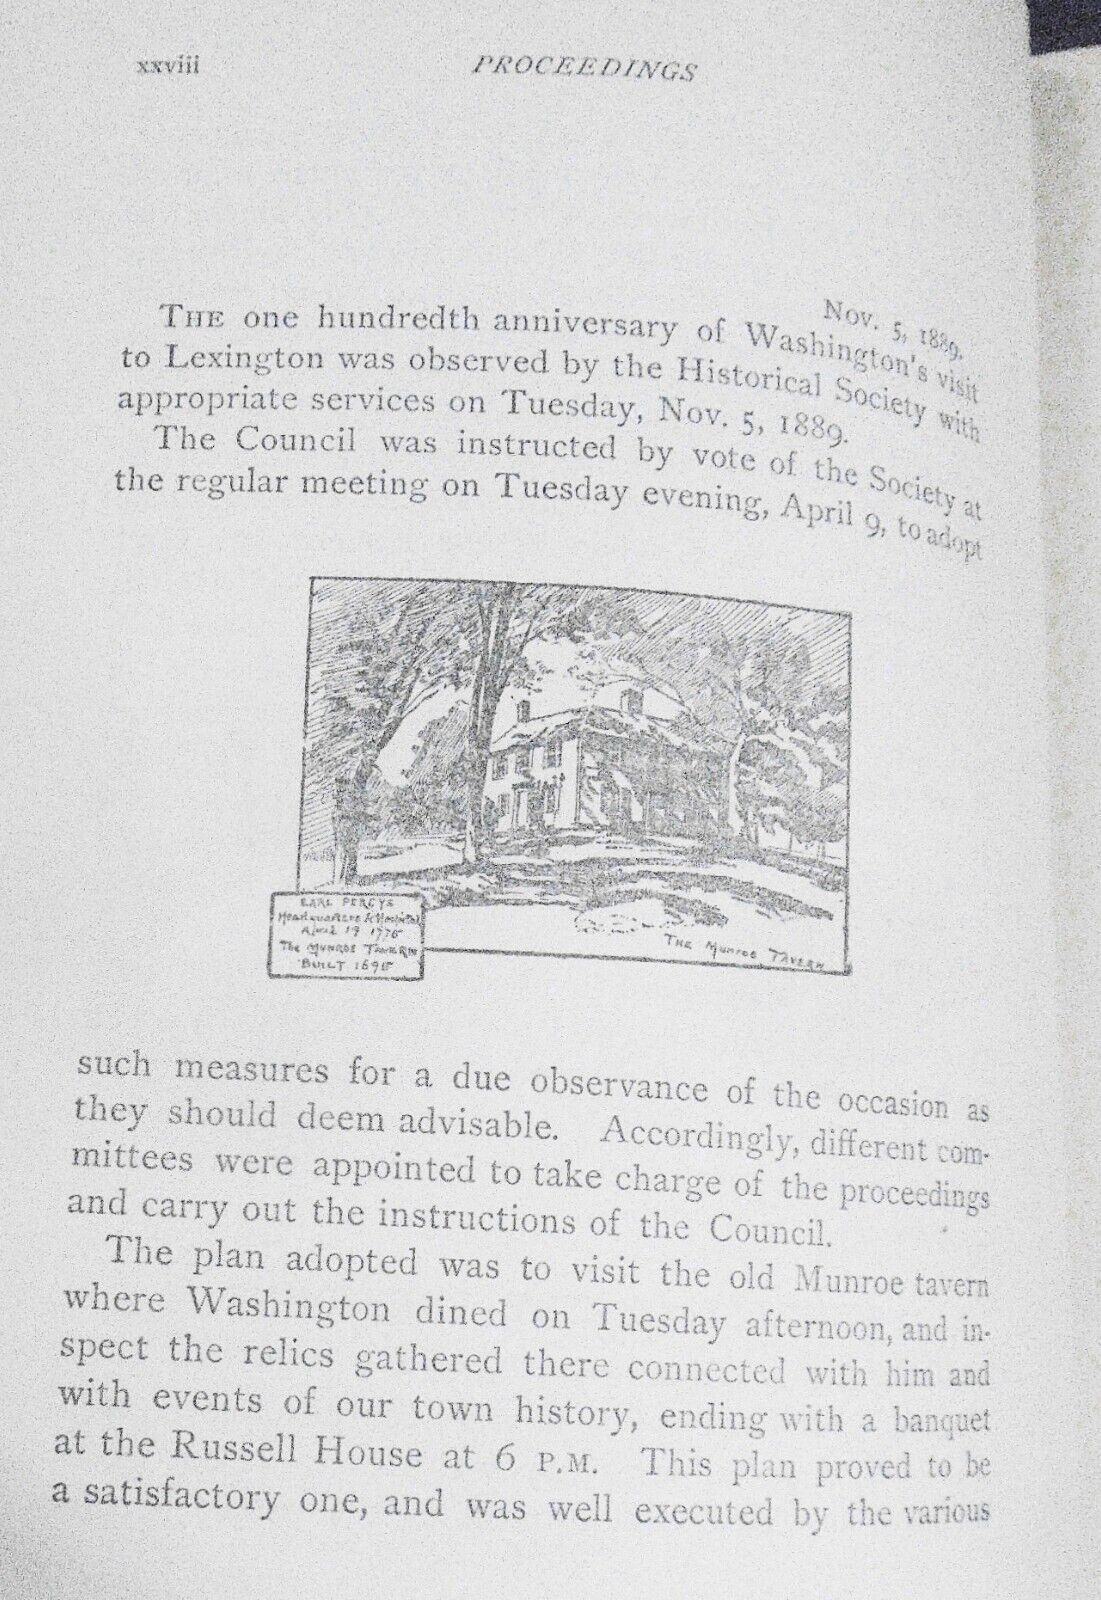 xxviii PROCEEDINGS
Nov. 5, 1889.
THE one hundredth anniversary of Washington's visit
to Lexington was observed by the Historical Society with
appropriate services on Tuesday, Nov. 5, 1889.
The Council was instructed by vote of the Society at
the regular meeting on Tuesday evening, April 9, to adopt
EARL PERCYS
Headquarters & Hospital
April 19 1775
The MUNROE TAVERN
BUILT 1695
THE MUNROE TAVERN
such measures for a due observance of the occasion as
they should deem advisable. Accordingly, different com-
mittees were appointed to take charge of the proceedings
and carry out the instructions of the Council.
The plan adopted was to visit the old Munroe tavern
where Washington dined on Tuesday afternoon, and in-
spect the relics gathered there connected with him and
with events of our town history, ending with a banquet
at the Russell House at 6 P.M. This plan proved to be
a satisfactory one, and was well executed by the various